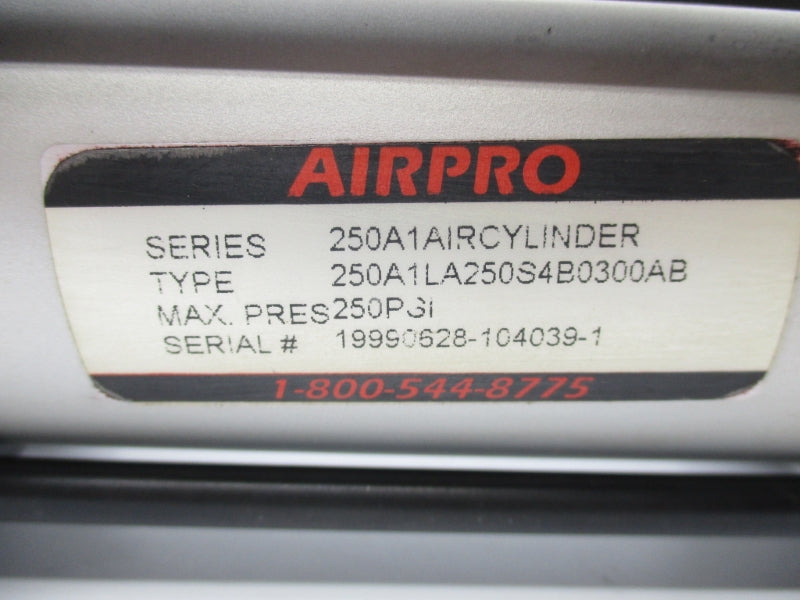 AIRPRO
SERIES 250A1AIRCYLINDER
TYPE 250A1LA250S4B0300AB
MAX. PRES 250PSI
SERIAL # 19990628-104039-1
1-800-544-8775